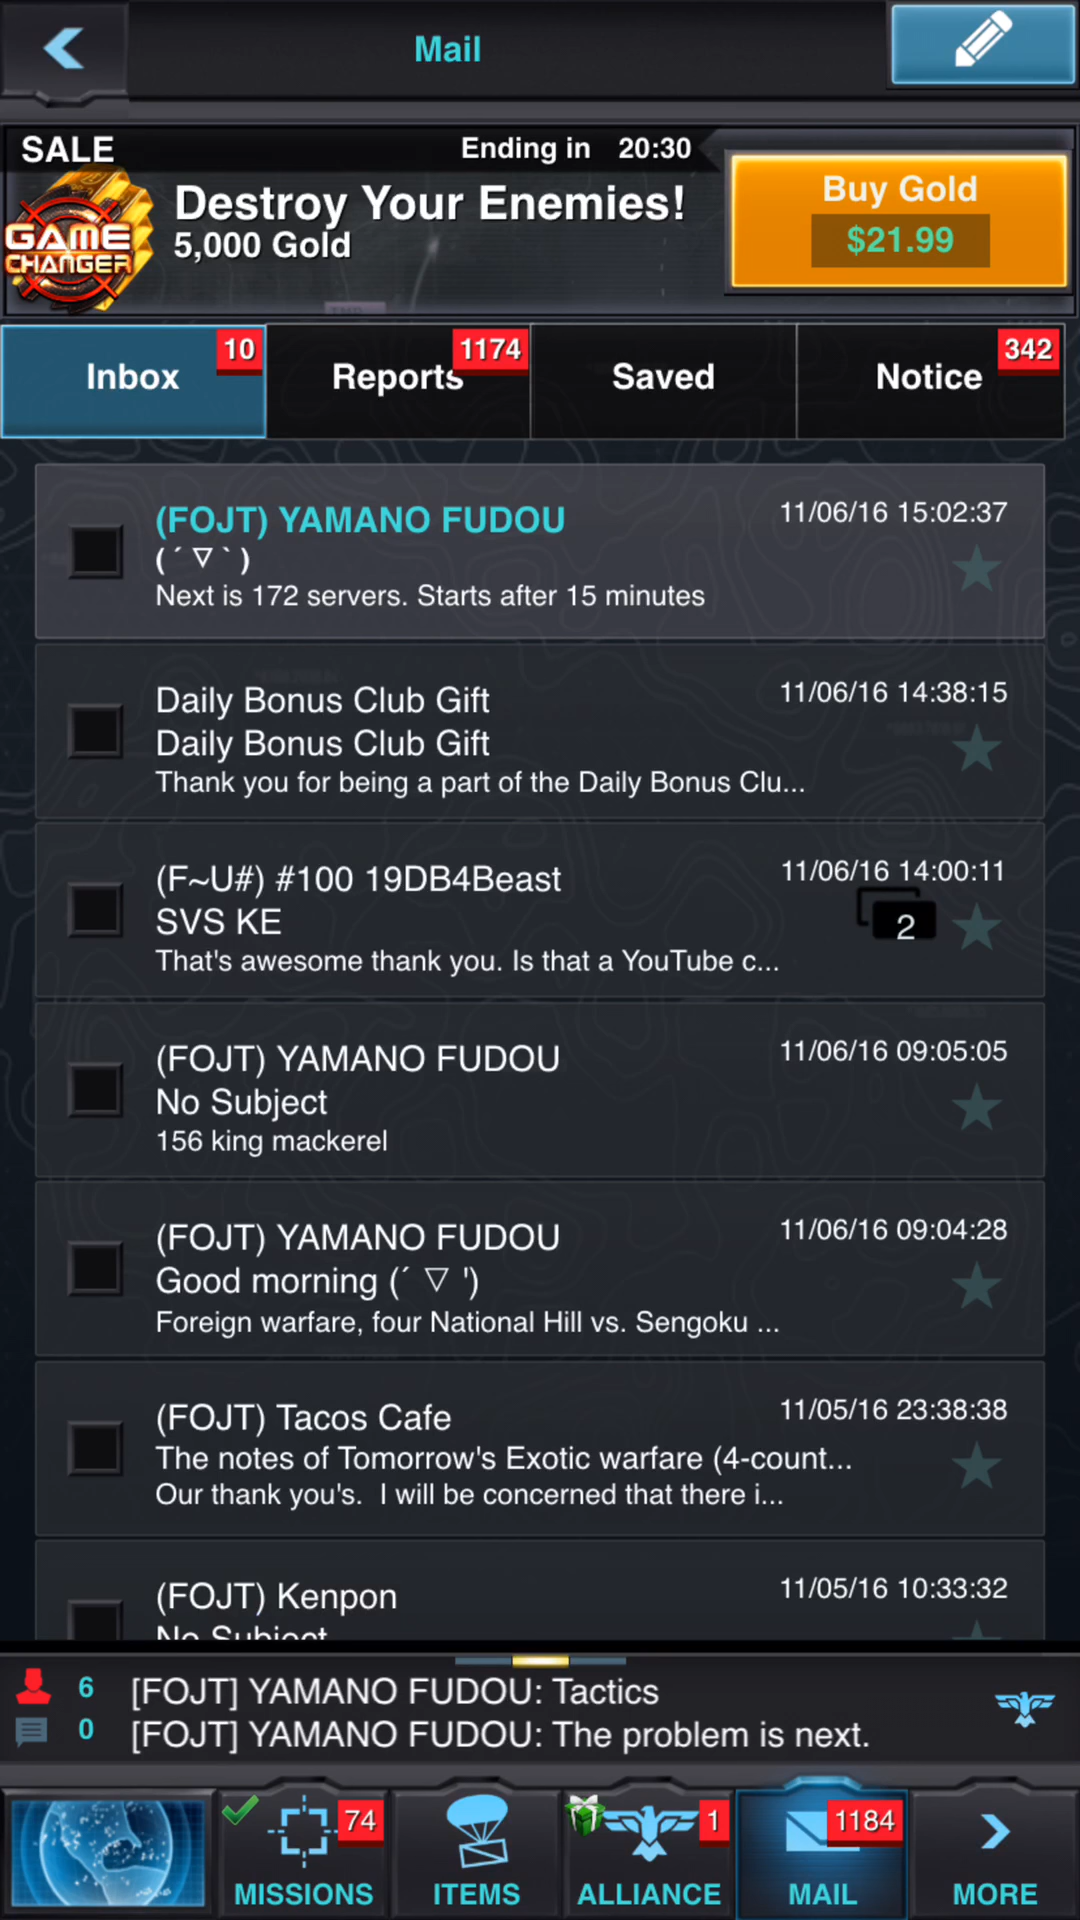 Mail
SALE
Ending in 20:30
GAME
CHANGER
Destroy Your Enemies!
5,000 Gold
Buy Gold
$21.99
Inbox
10
Reports
1174
Saved
Notice
342
(FOJT) YAMANO FUDOU
11/06/16 15:02:37
(´▽`)
Next is 172 servers. Starts after 15 minutes
Daily Bonus Club Gift
11/06/16 14:38:15
Daily Bonus Club Gift
Thank you for being a part of the Daily Bonus Clu...
(F~U#) #100 19DB4Beast
11/06/16 14:00:11
SVS KE
2
That's awesome thank you. Is that a YouTube c...
(FOJT) YAMANO FUDOU
11/06/16 09:05:05
No Subject
156 king mackerel
(FOJT) YAMANO FUDOU
11/06/16 09:04:28
Good morning (´ ▽ ')
Foreign warfare, four National Hill vs. Sengoku ...
(FOJT) Tacos Cafe
11/05/16 23:38:38
The notes of Tomorrow's Exotic warfare (4-count...
Our thank you's.  I will be concerned that there i...
(FOJT) Kenpon
11/05/16 10:33:32
No Subject
6
[FOJT] YAMANO FUDOU: Tactics
0
[FOJT] YAMANO FUDOU: The problem is next.
74
1
1184
MISSIONS
ITEMS
ALLIANCE
MAIL
MORE